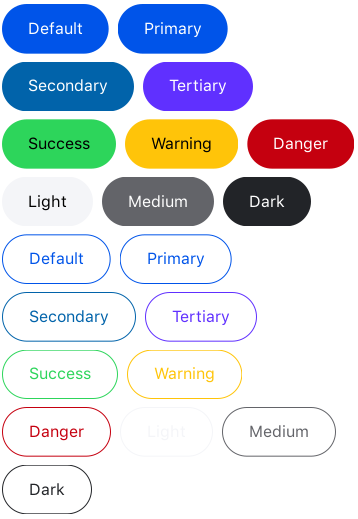 Default Primary
Secondary Tertiary
Success Warning Danger
Light Medium Dark
Default Primary
Secondary Tertiary
Success Warning
Danger Light Medium
Dark